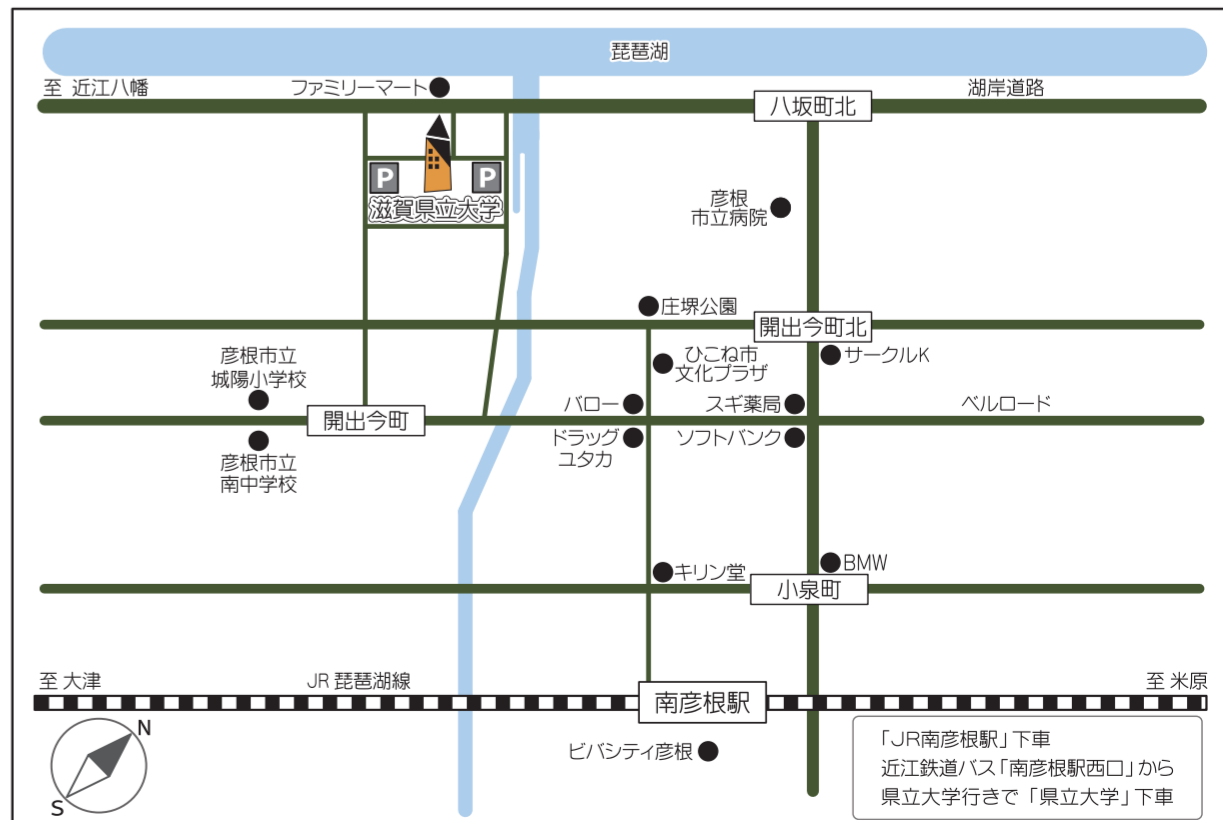 琵琶湖
至 近江八幡
ファミリーマート
湖岸道路
八坂町北
P
P
滋賀県立大学
彦根
市立病院
庄堺公園
開出今町北
彦根市立
城陽小学校
ひこね市
文化プラザ
サークルK
バロー
スギ薬局
ベルロード
開出今町
ドラッグ
ユタカ
ソフトバンク
彦根市立
南中学校
キリン堂
BMW
小泉町
至 大津
JR 琵琶湖線
南彦根駅
至 米原
N
S
ビバシティ彦根
「JR南彦根駅」下車
近江鉄道バス「南彦根駅西口」から
県立大学行きで「県立大学」下車